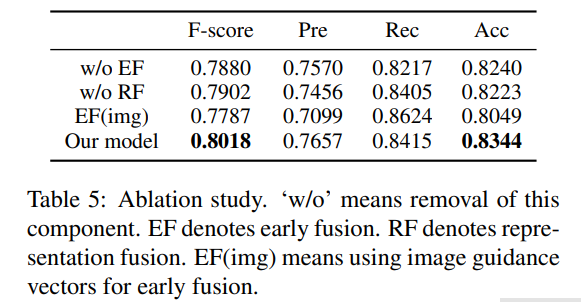 F-score Pre Rec Acc
w/o EF 0.7880 0.7570 0.8217 0.8240
w/o RF 0.7902 0.7456 0.8405 0.8223
EF(img) 0.7787 0.7099 0.8624 0.8049
Our model 0.8018 0.7657 0.8415 0.8344
Table 5: Ablation study. ‘w/o’ means removal of this
component. EF denotes early fusion. RF denotes repre-
sentation fusion. EF(img) means using image guidance
vectors for early fusion.